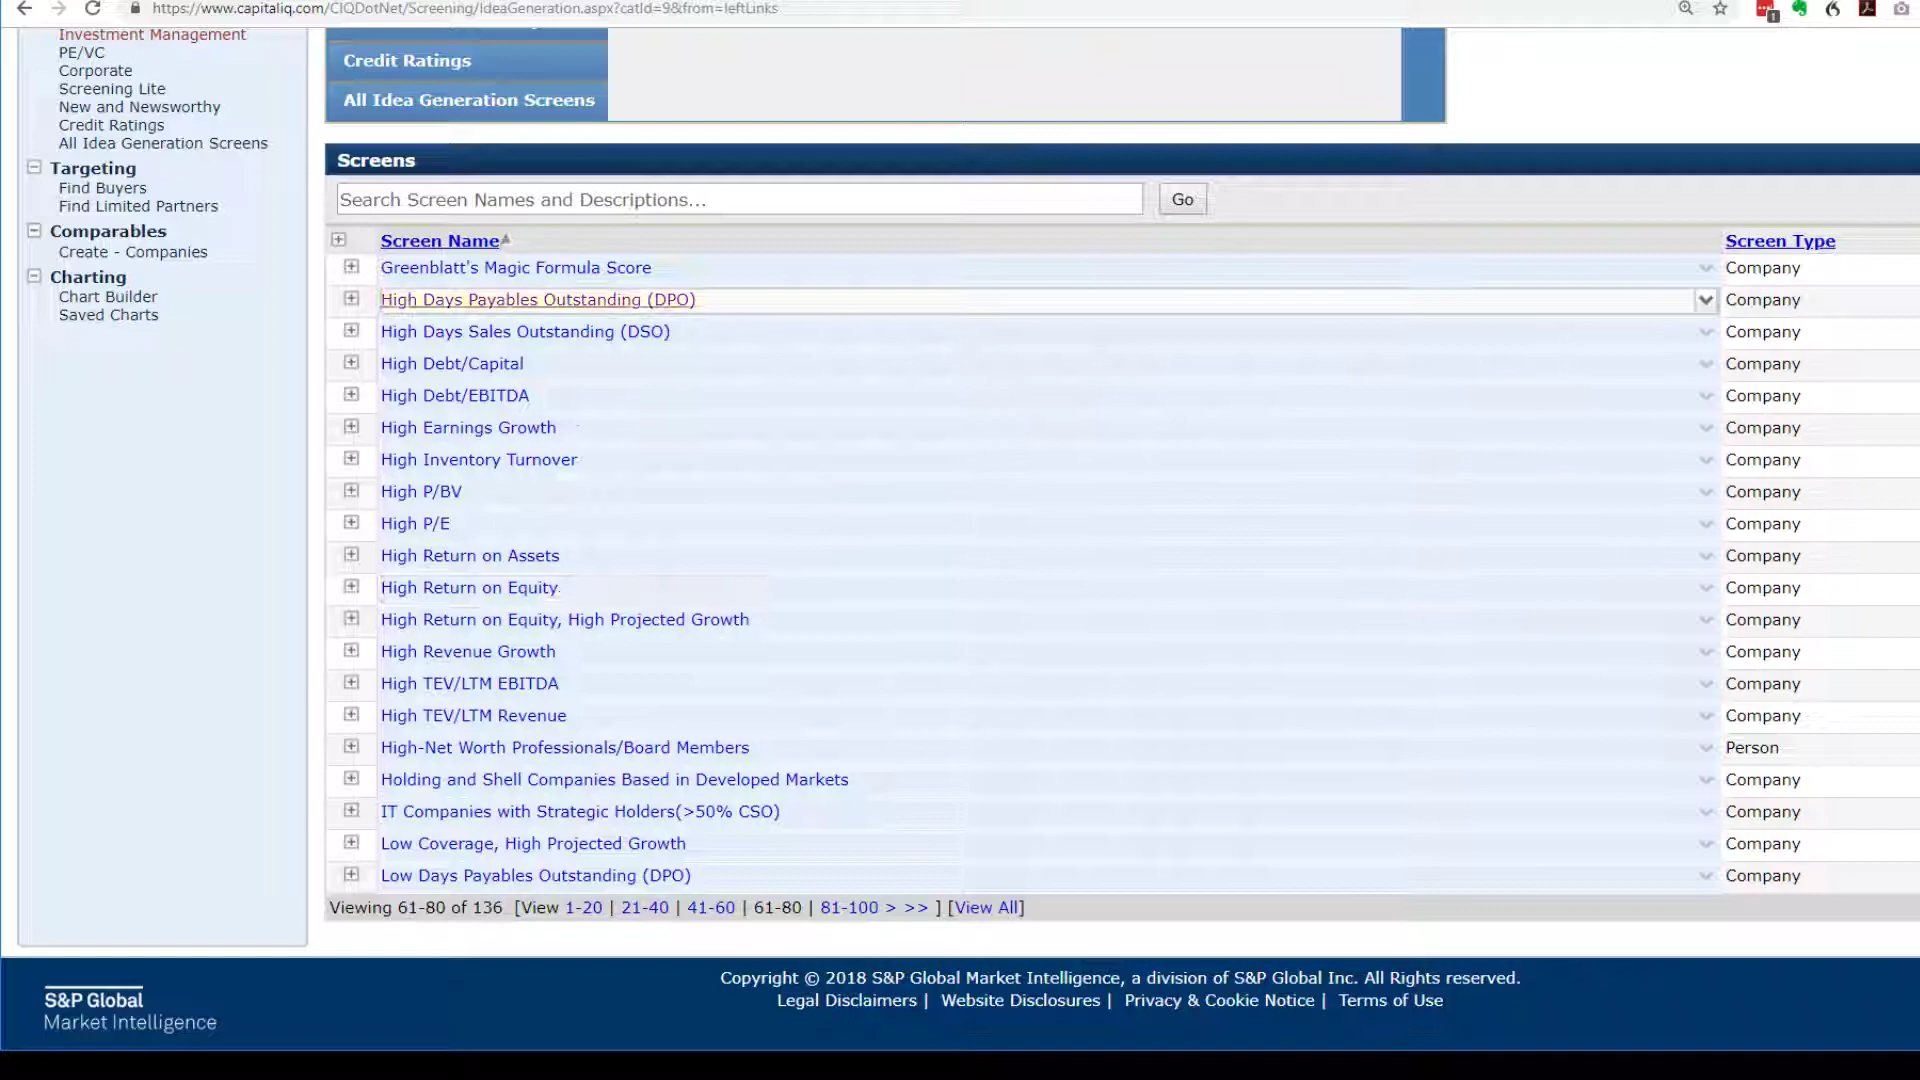 https://www.capitaliq.com/CIQDotNet/Screening/IdeaGeneration.aspx?catId=9&from=leftLinks
1
Investment Management
PE/VC
Corporate
Screening Lite
New and Newsworthy
Credit Ratings
All Idea Generation Screens
Targeting
Find Buyers
Find Limited Partners
Comparables
Create - Companies
Charting
Chart Builder
Saved Charts
Credit Ratings
All Idea Generation Screens
Screens
Search Screen Names and Descriptions... Go
Screen Name Screen Type
Greenblatt's Magic Formula Score Company
High Days Payables Outstanding (DPO) Company
High Days Sales Outstanding (DSO) Company
High Debt/Capital Company
High Debt/EBITDA Company
High Earnings Growth Company
High Inventory Turnover Company
High P/BV Company
High P/E Company
High Return on Assets Company
High Return on Equity Company
High Return on Equity, High Projected Growth Company
High Revenue Growth Company
High TEV/LTM EBITDA Company
High TEV/LTM Revenue Company
High-Net Worth Professionals/Board Members Person
Holding and Shell Companies Based in Developed Markets Company
IT Companies with Strategic Holders(>50% CSO) Company
Low Coverage, High Projected Growth Company
Low Days Payables Outstanding (DPO) Company
Viewing 61-80 of 136 [View 1-20 | 21-40 | 41-60 | 61-80 | 81-100 > >> ] [View All]
Copyright © 2018 S&P Global Market Intelligence, a division of S&P Global Inc. All Rights reserved.
Legal Disclaimers | Website Disclosures | Privacy & Cookie Notice | Terms of Use
S&P Global
Market Intelligence